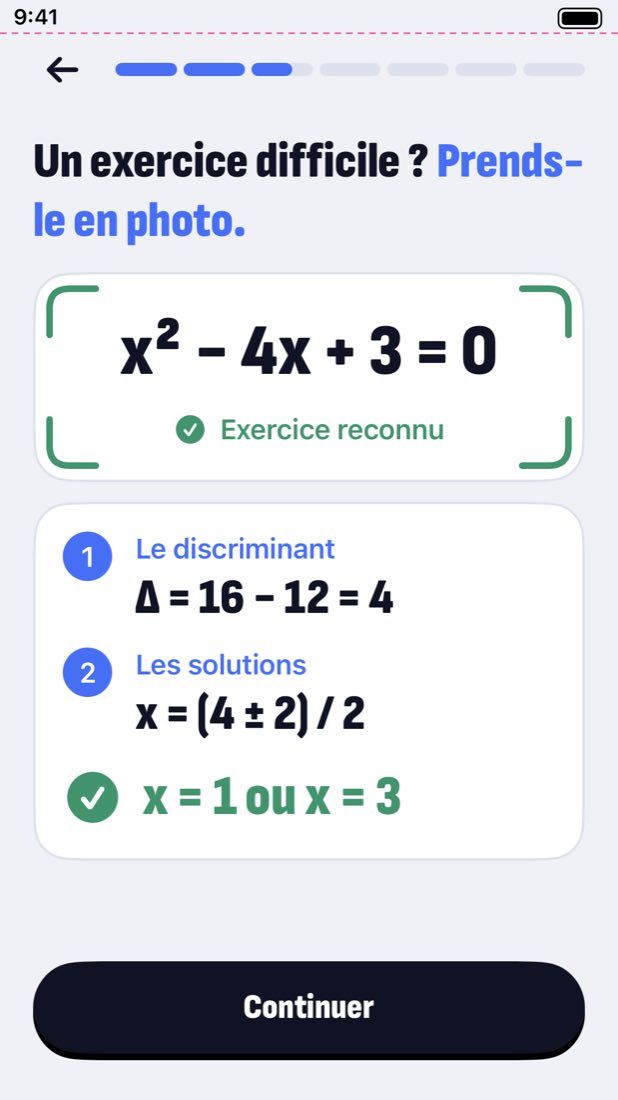 9:41
Un exercice difficile ? Prends-
le en photo.
x² – 4x + 3 = 0
Exercice reconnu
1
Le discriminant
Δ = 16 – 12 = 4
2
Les solutions
x = (4 ± 2) / 2
x = 1 ou x = 3
Continuer